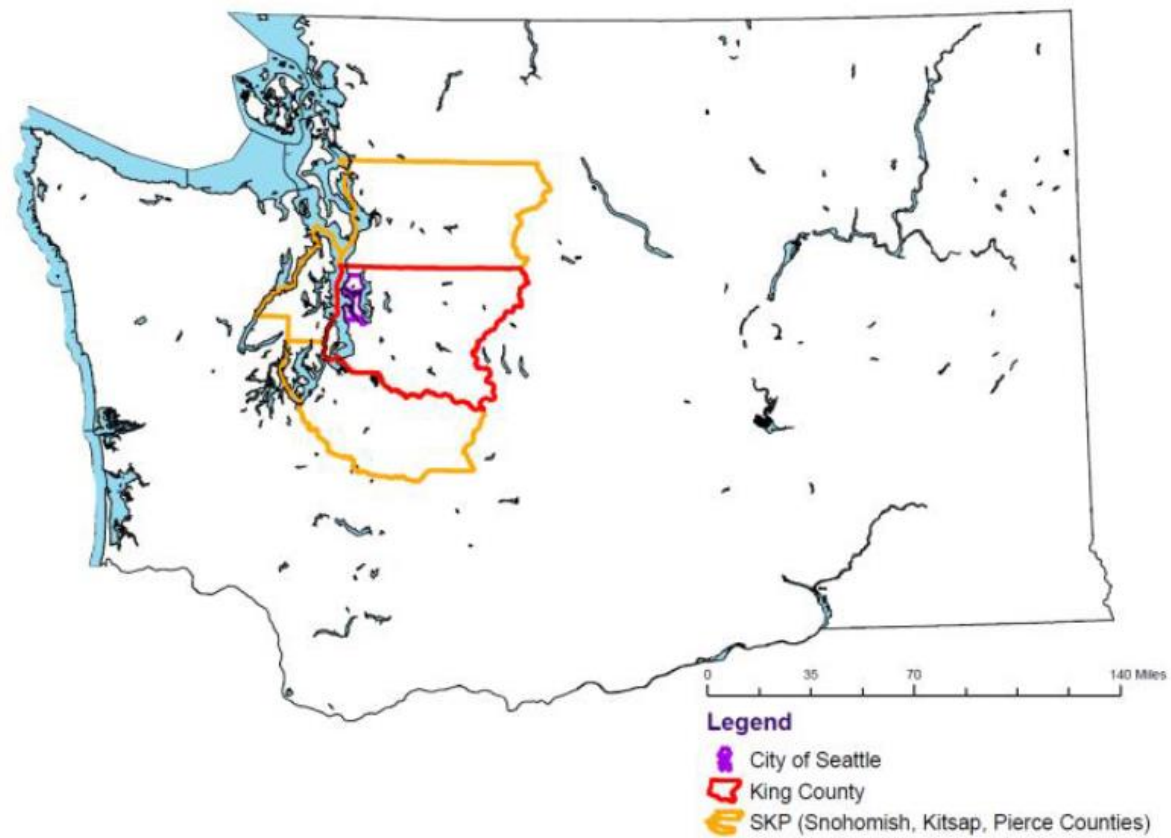 0 35 70 140 Miles
Legend
City of Seattle
King County
SKP (Snohomish, Kitsap, Pierce Counties)